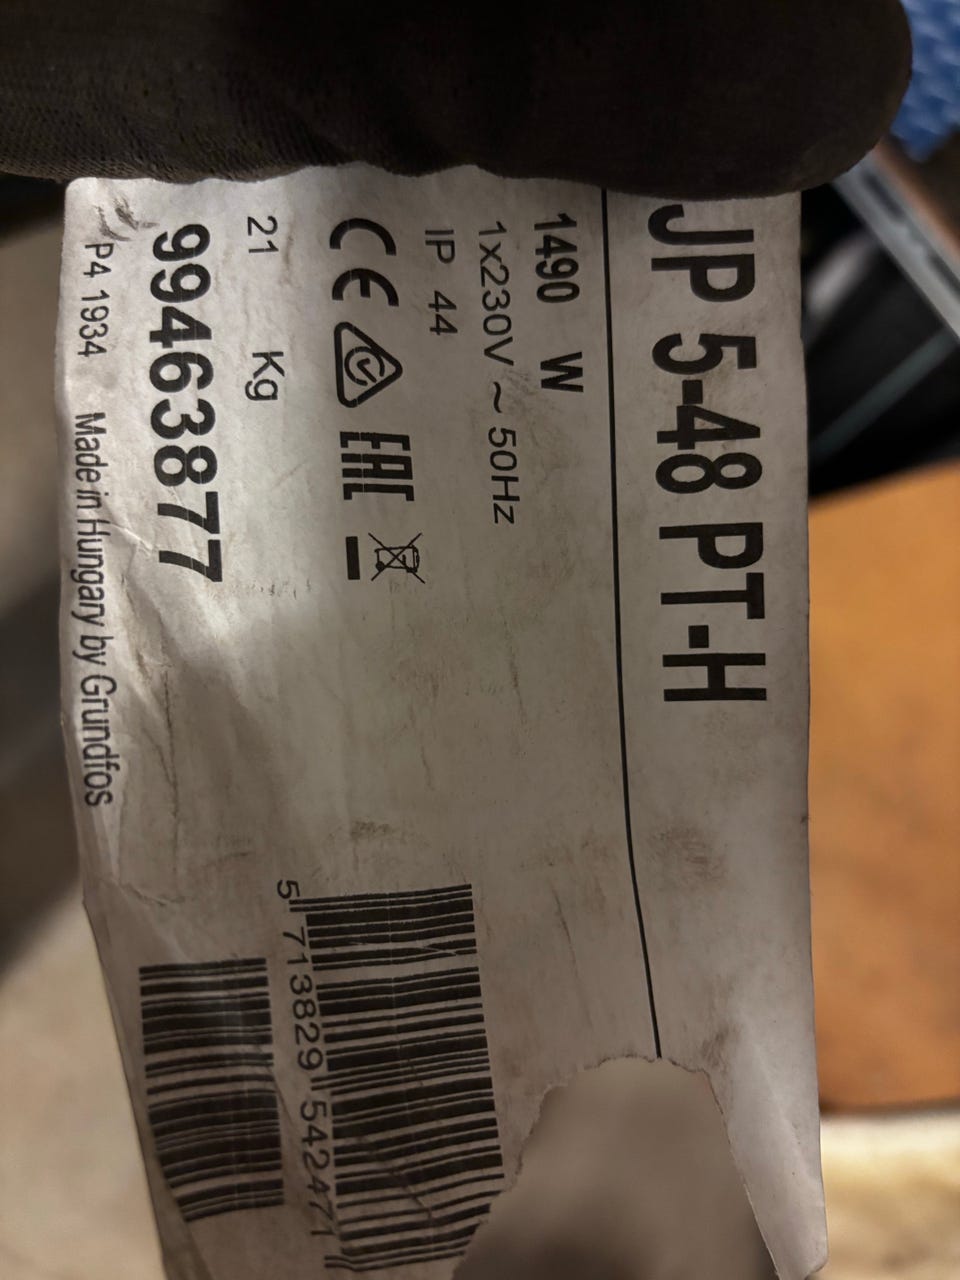 JP 5-48 PT-H
1490 W
1x230V ~ 50Hz
IP 44
CE EAC
21 Kg
99463877
P4 1934 Made in Hungary by Grundfos
5 713829 542471